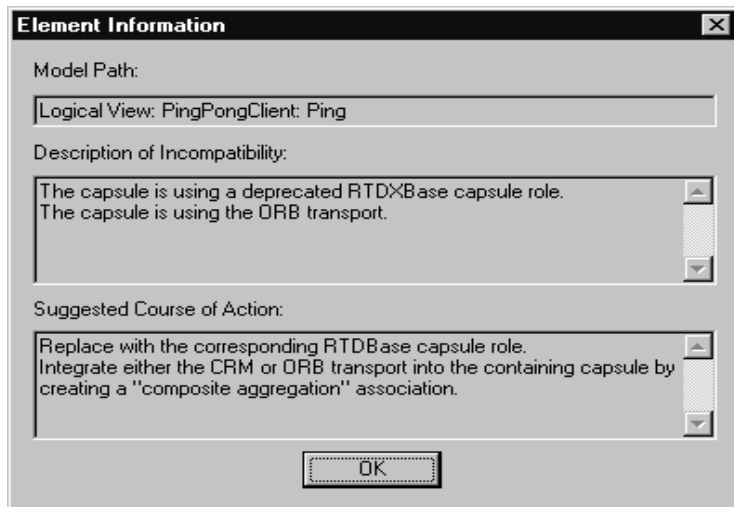 Element Information
Model Path:
Logical View: PingPongClient: Ping
Description of Incompatibility:
The capsule is using a deprecated RTDXBase capsule role.
The capsule is using the ORB transport.
Suggested Course of Action:
Replace with the corresponding RTDBase capsule role.
Integrate either the CRM or ORB transport into the containing capsule by
creating a "composite aggregation" association.
OK